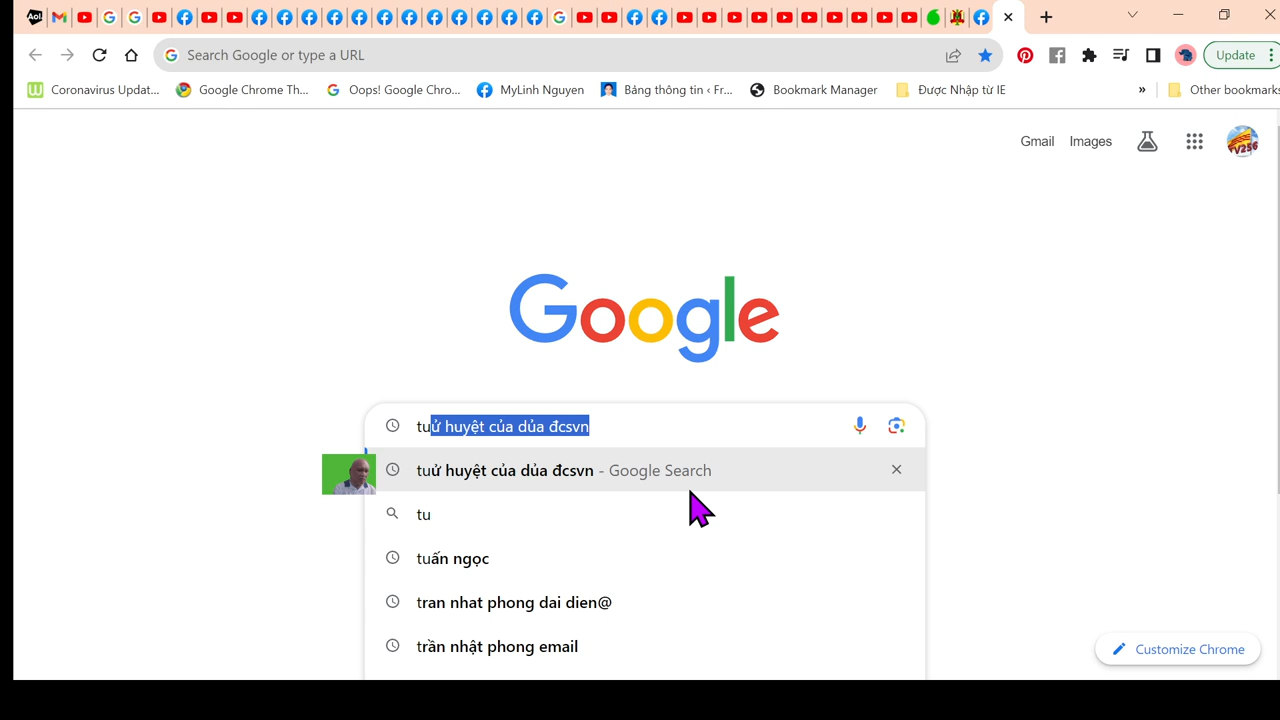 Aol
Search Google or type a URL
Update
Coronavirus Updat...
Google Chrome Th...
Oops! Google Chro...
MyLinh Nguyen
Bảng thông tin ‹ Fr...
Bookmark Manager
Được Nhập từ IE
»
Other bookmarks
Gmail
Images
V256
Google
tuử huyệt của dủa đcsvn
tuử huyệt của dủa đcsvn - Google Search
tu
tuấn ngọc
tran nhat phong dai dien@
trần nhật phong email
Customize Chrome